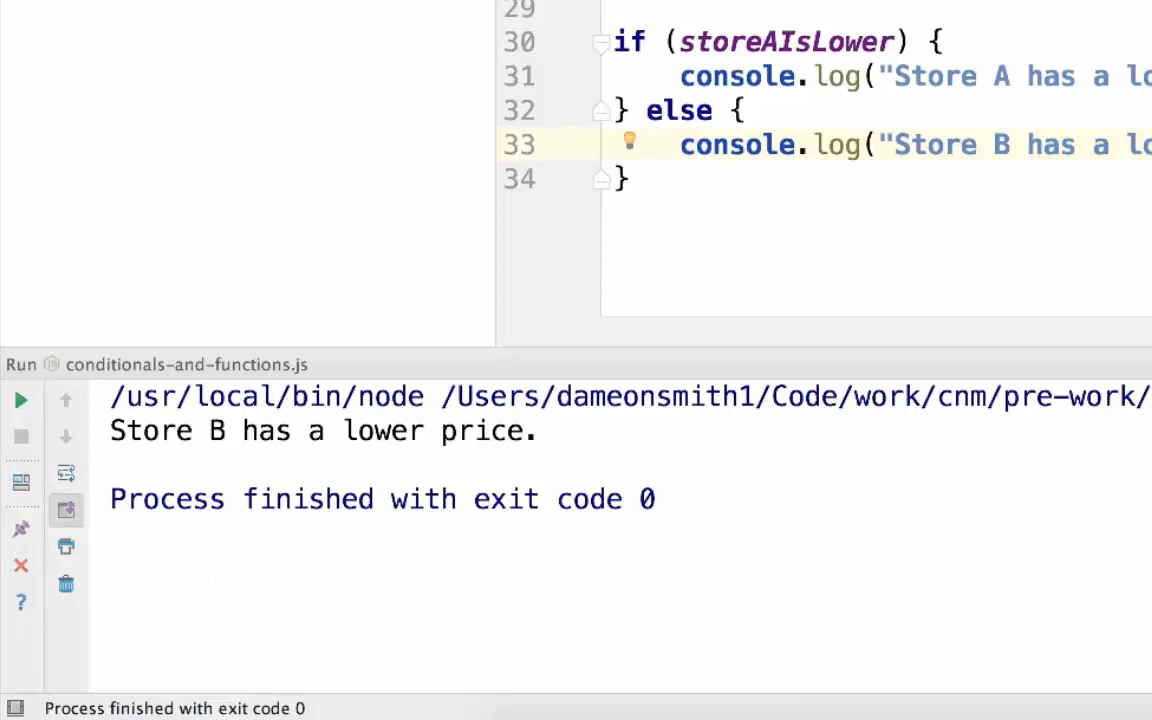 29
30 if (storeAIsLower) {
31 console.log("Store A has a lo
32 } else {
33 console.log("Store B has a lo
34 }
Run conditionals-and-functions.js
/usr/local/bin/node /Users/dameonsmith1/Code/work/cnm/pre-work/
Store B has a lower price.
Process finished with exit code 0
?
Process finished with exit code 0